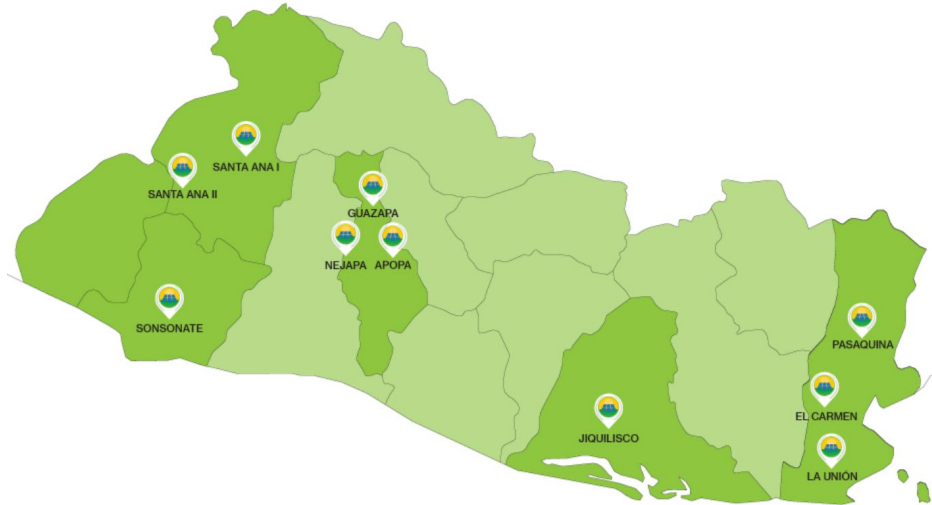 SANTA ANA I
SANTA ANA II
GUAZAPA
NEJAPA
APOPA
SONSONATE
PASAQUINA
EL CARMEN
JIQUILISCO
LA UNIÓN